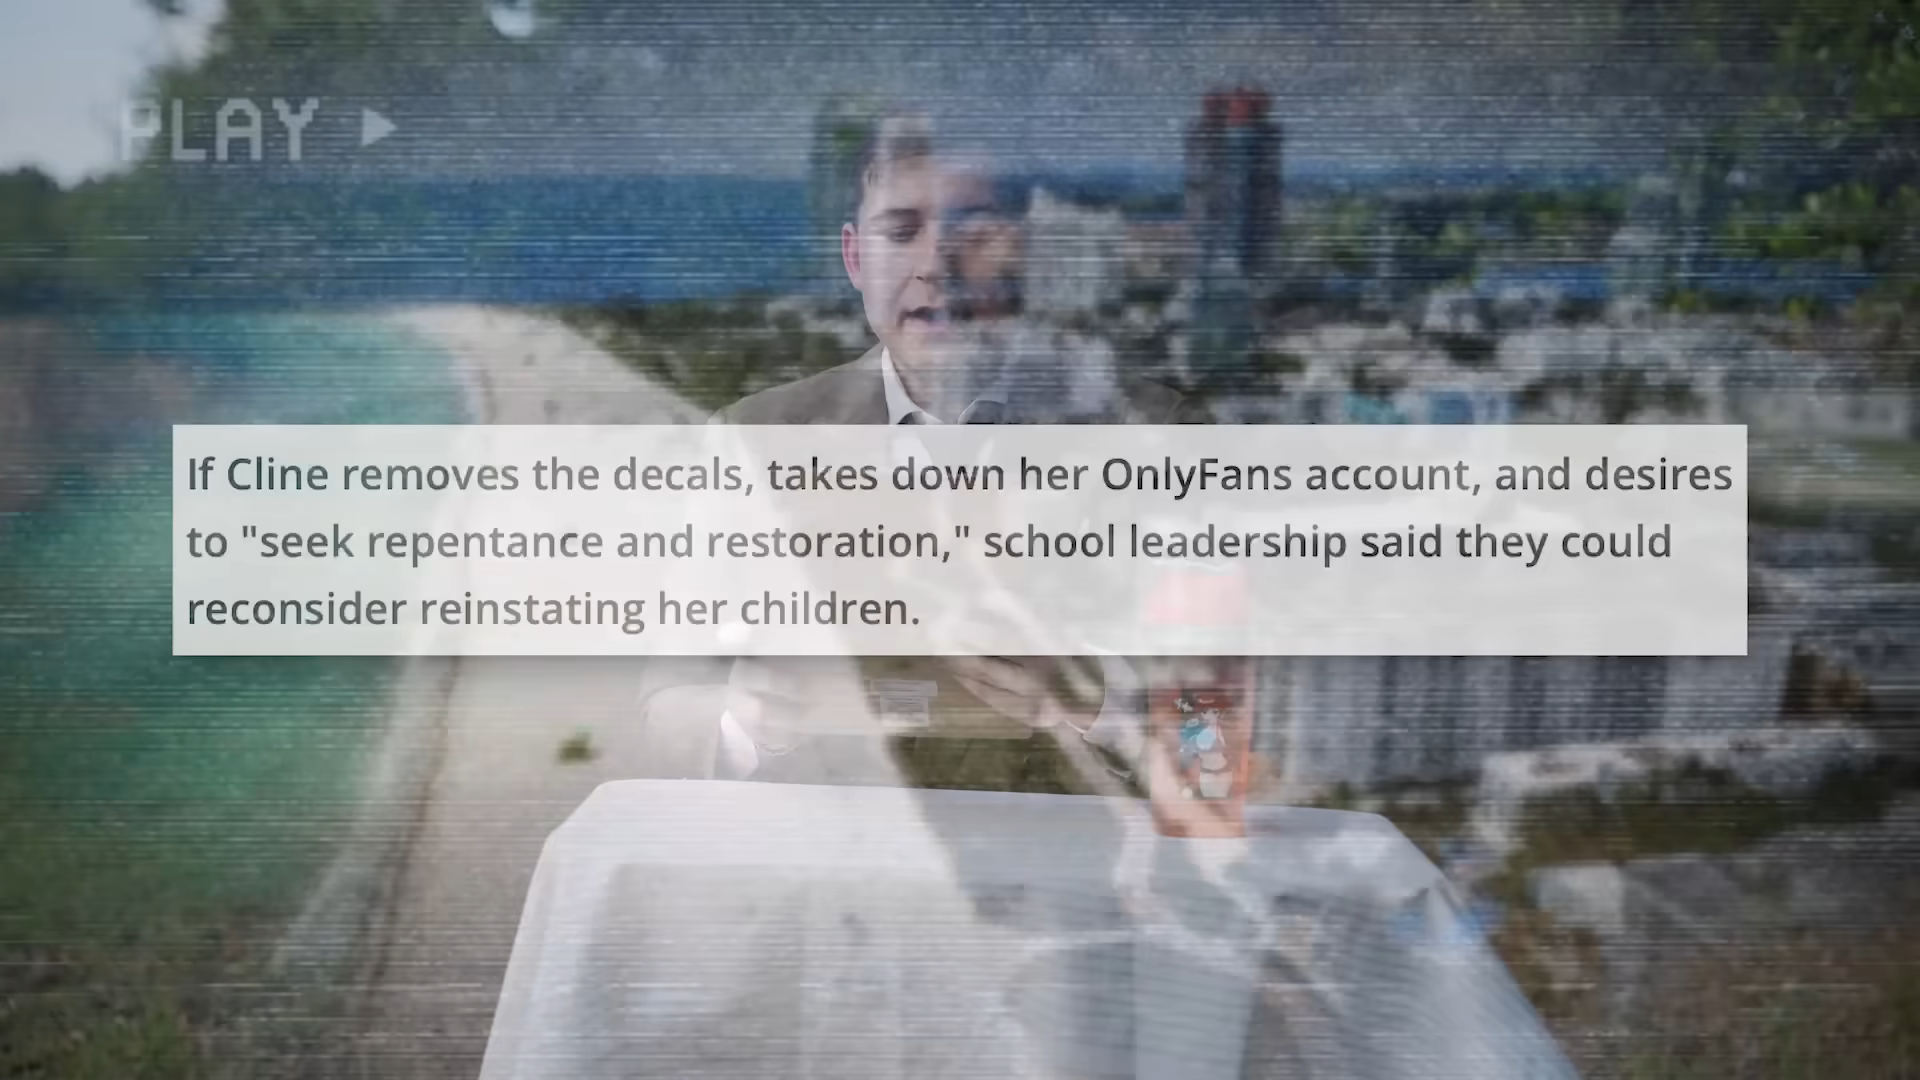 PLAY
If Cline removes the decals, takes down her OnlyFans account, and desires
to "seek repentance and restoration," school leadership said they could
reconsider reinstating her children.